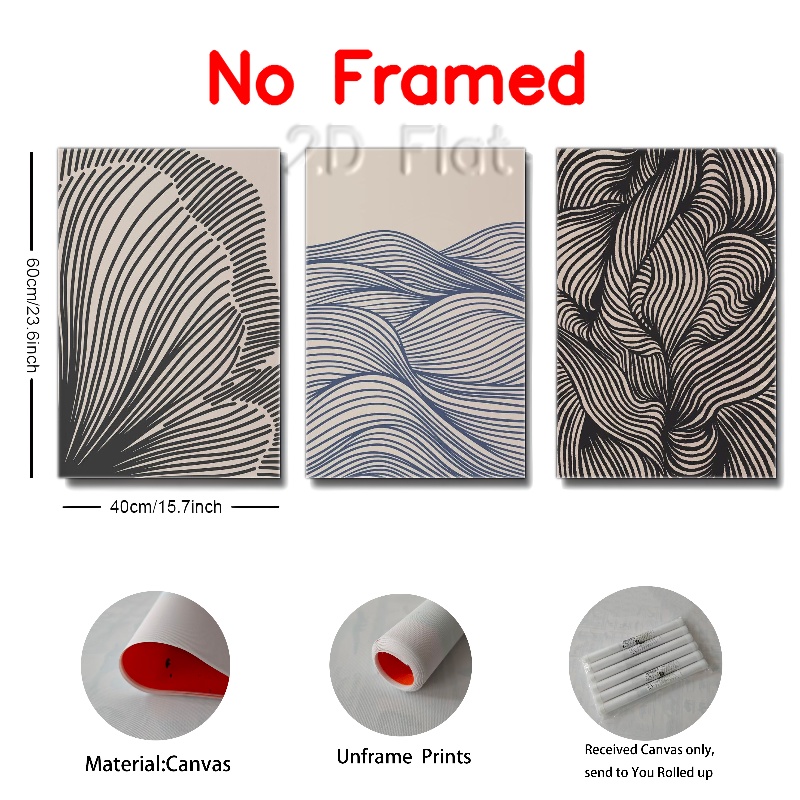 No Framed
2D Flat
60cm/23.6inch
40cm/15.7inch
Material:Canvas
Unframe Prints
Received Canvas only,
send to You Rolled up